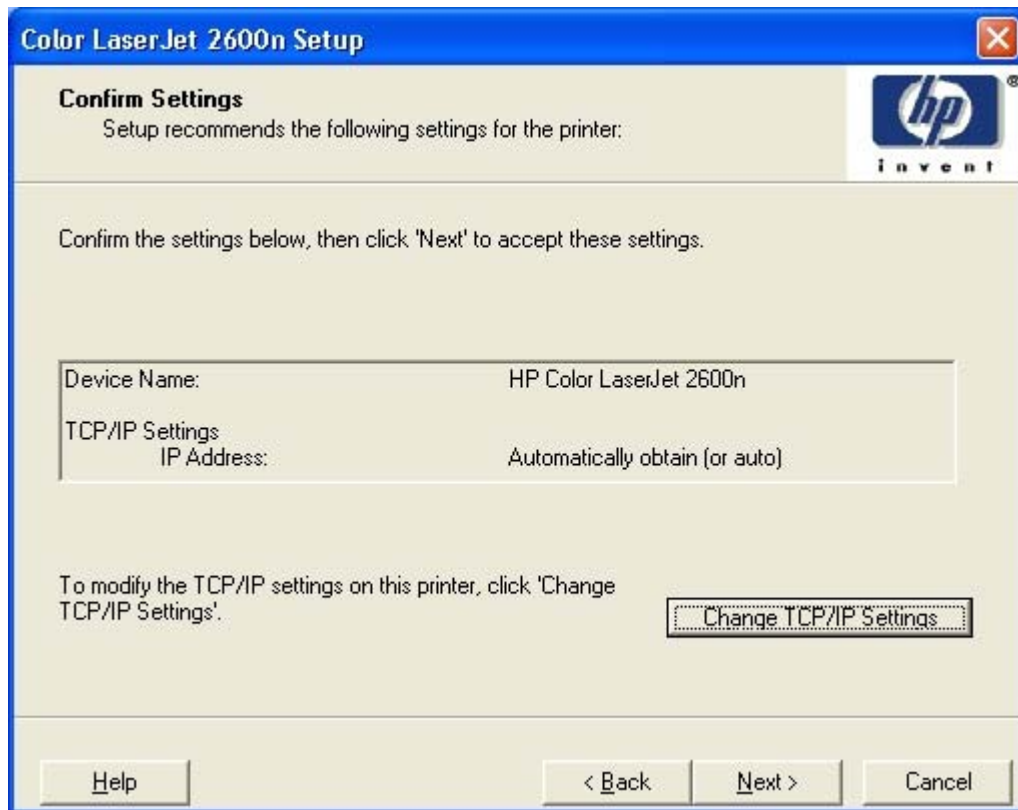 Color LaserJet 2600n Setup
Confirm Settings
Setup recommends the following settings for the printer:
hp ®
invent
Confirm the settings below, then click 'Next' to accept these settings.
Device Name: HP Color LaserJet 2600n
TCP/IP Settings
IP Address: Automatically obtain (or auto)
To modify the TCP/IP settings on this printer, click 'Change
TCP/IP Settings'.
Change TCP/IP Settings
Help < Back Next > Cancel